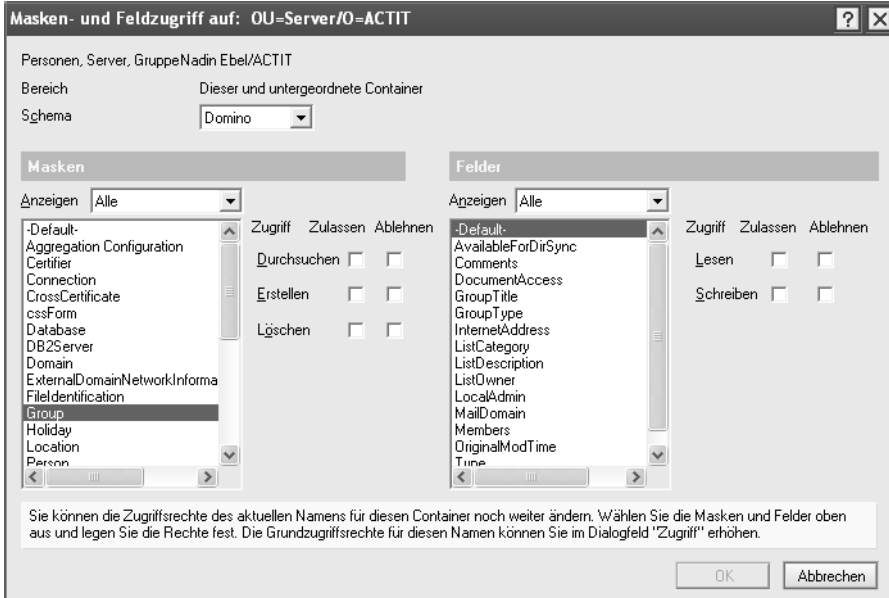 Masken- und Feldzugriff auf: OU=Server/O=ACTIT
Personen, Server, GruppeNadin Ebel/ACTIT
Bereich Dieser und untergeordnete Container
Schema Domino
Masken
Anzeigen Alle
-Default-
Aggregation Configuration
Certifier
Connection
CrossCertificate
cssForm
Database
DB2Server
Domain
ExternalDomainNetworkInforma
FileIdentification
Group
Holiday
Location
Person
Zugriff Zulassen Ablehnen
Durchsuchen
Erstellen
Löschen
Felder
Anzeigen Alle
-Default-
AvailableForDirSync
Comments
DocumentAccess
GroupTitle
GroupType
InternetAddress
ListCategory
ListDescription
ListOwner
LocalAdmin
MailDomain
Members
OriginalModTime
Type
Zugriff Zulassen Ablehnen
Lesen
Schreiben
Sie können die Zugriffsrechte des aktuellen Namens für diesen Container noch weiter ändern. Wählen Sie die Masken und Felder oben
aus und legen Sie die Rechte fest. Die Grundzugriffsrechte für diesen Namen können Sie im Dialogfeld "Zugriff" erhöhen.
OK Abbrechen